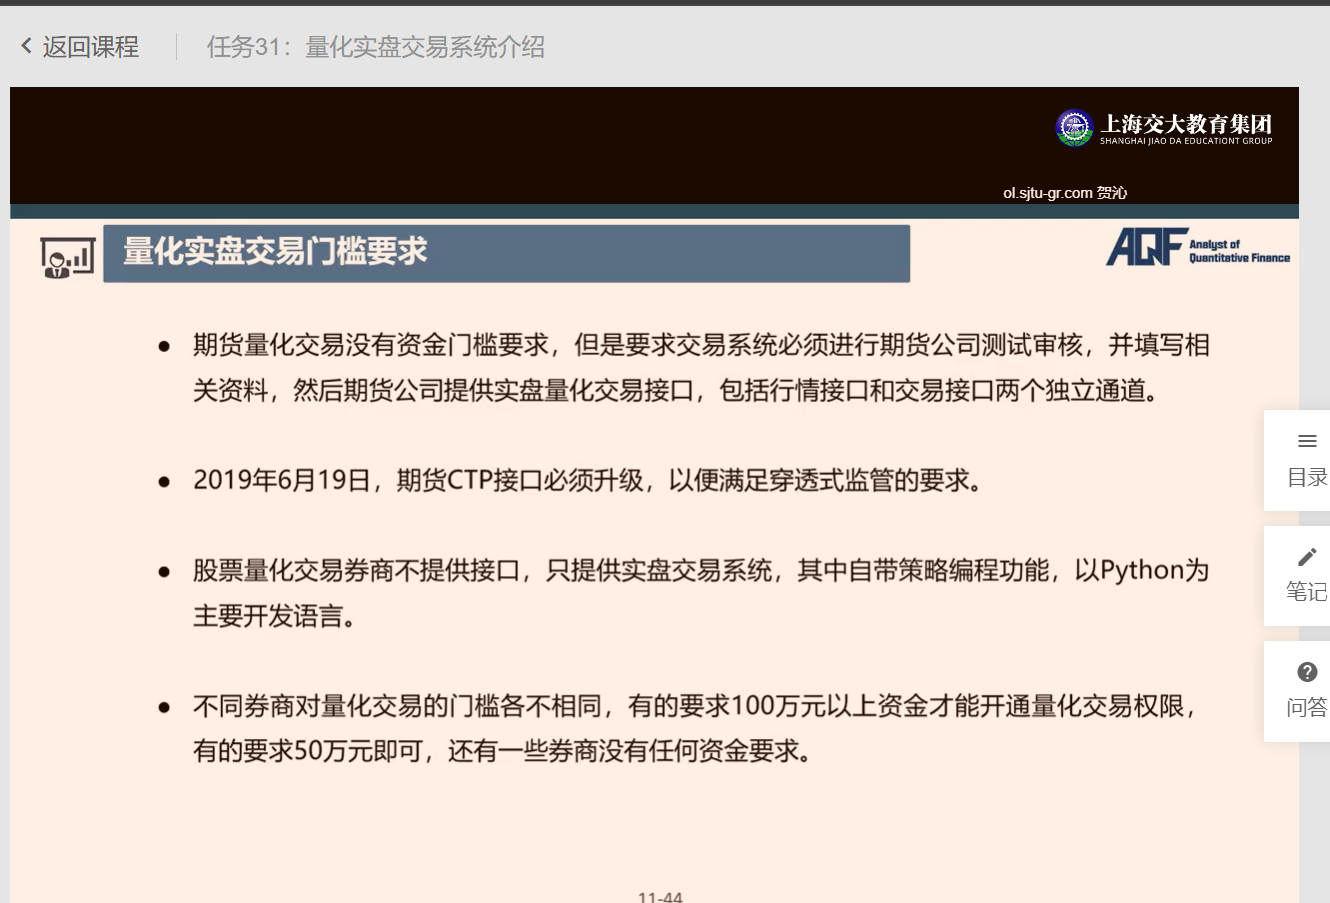 返回课程
任务31：量化实盘交易系统介绍
上海交大教育集团
SHANGHAI JIAO DA EDUCATIONT GROUP
ol.sjtu-gr.com 贺沁
量化实盘交易门槛要求
AQF Analyst of
Quantitative Finance
● 期货量化交易没有资金门槛要求，但是要求交易系统必须进行期货公司测试审核，并填写相
关资料，然后期货公司提供实盘量化交易接口，包括行情接口和交易接口两个独立通道。
● 2019年6月19日，期货CTP接口必须升级，以便满足穿透式监管的要求。
● 股票量化交易券商不提供接口，只提供实盘交易系统，其中自带策略编程功能，以Python为
主要开发语言。
● 不同券商对量化交易的门槛各不相同，有的要求100万元以上资金才能开通量化交易权限，
有的要求50万元即可，还有一些券商没有任何资金要求。
目录
笔记
问答
11-44